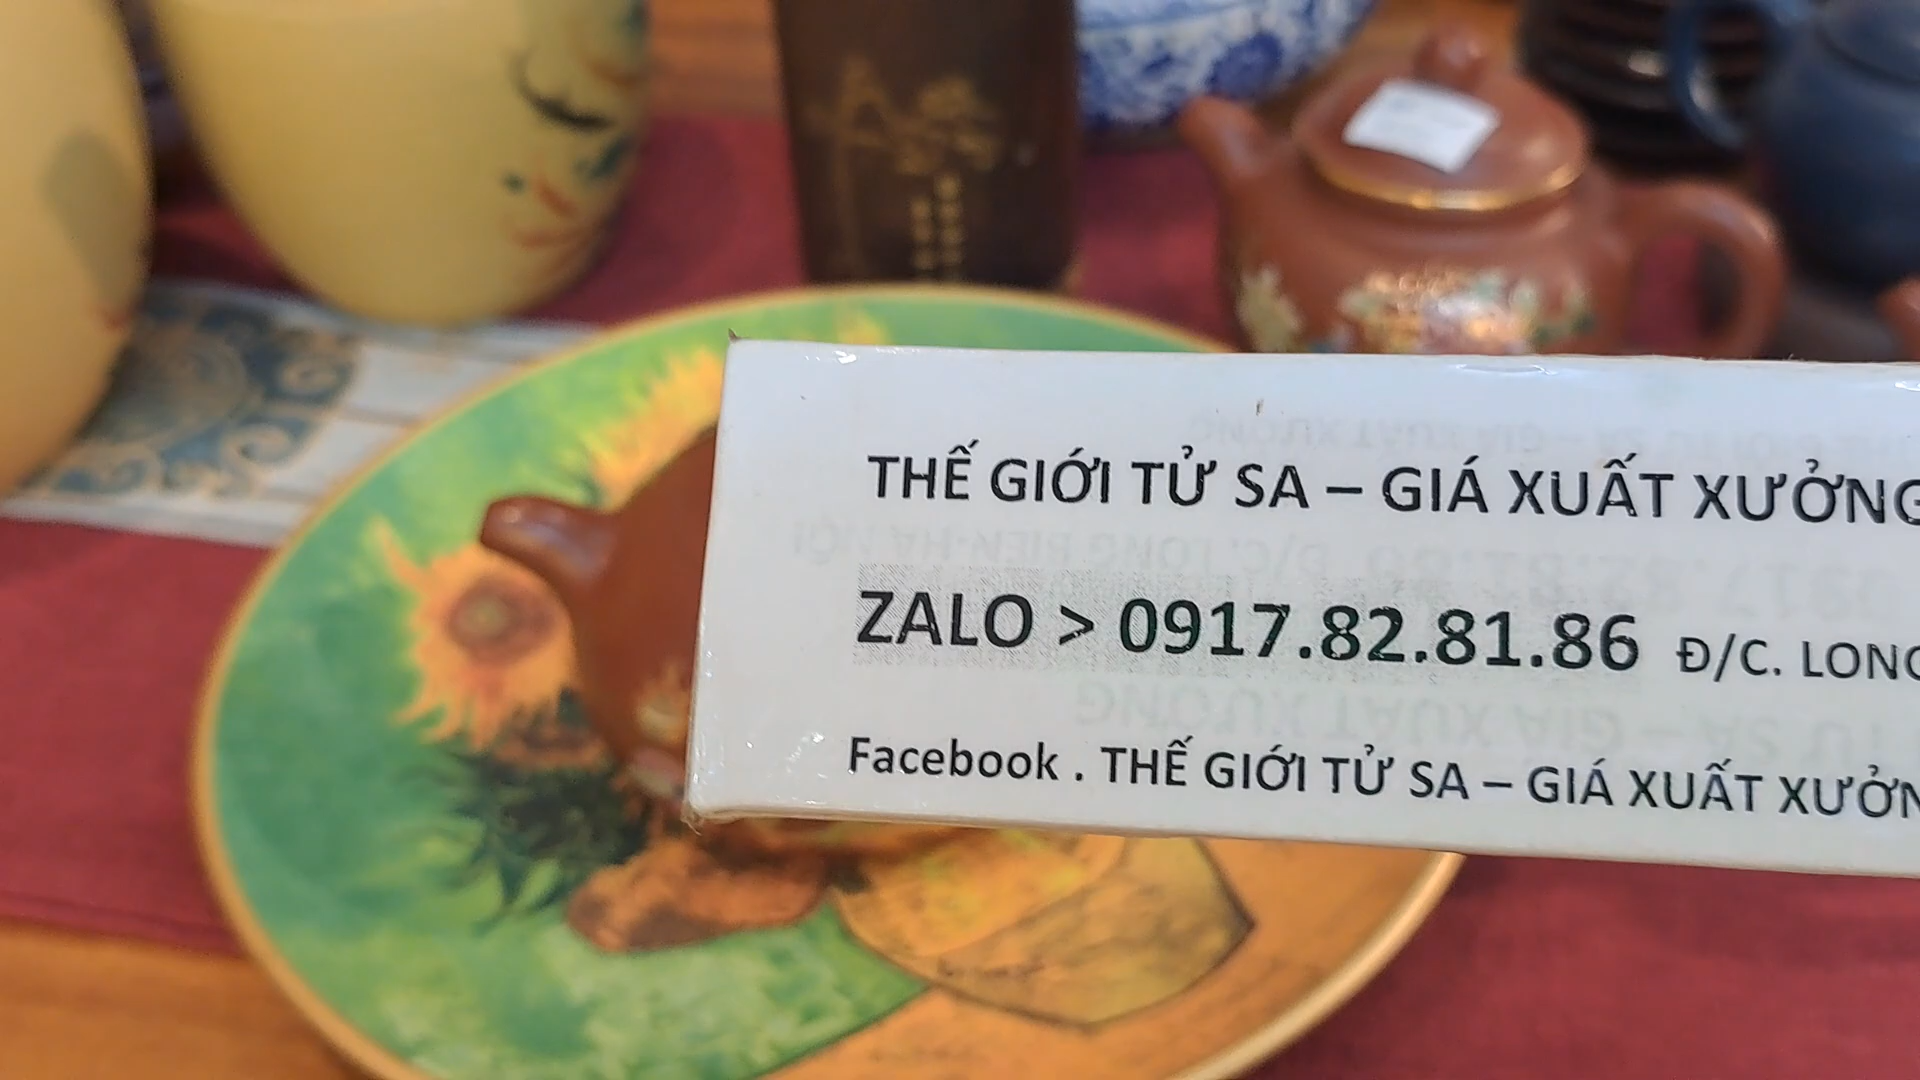 THẾ GIỚI TỬ SA – GIÁ XUẤT XƯỞNG
ZALO > 0917.82.81.86 Đ/C. LONG
Facebook . THẾ GIỚI TỬ SA – GIÁ XUẤT XƯỞN